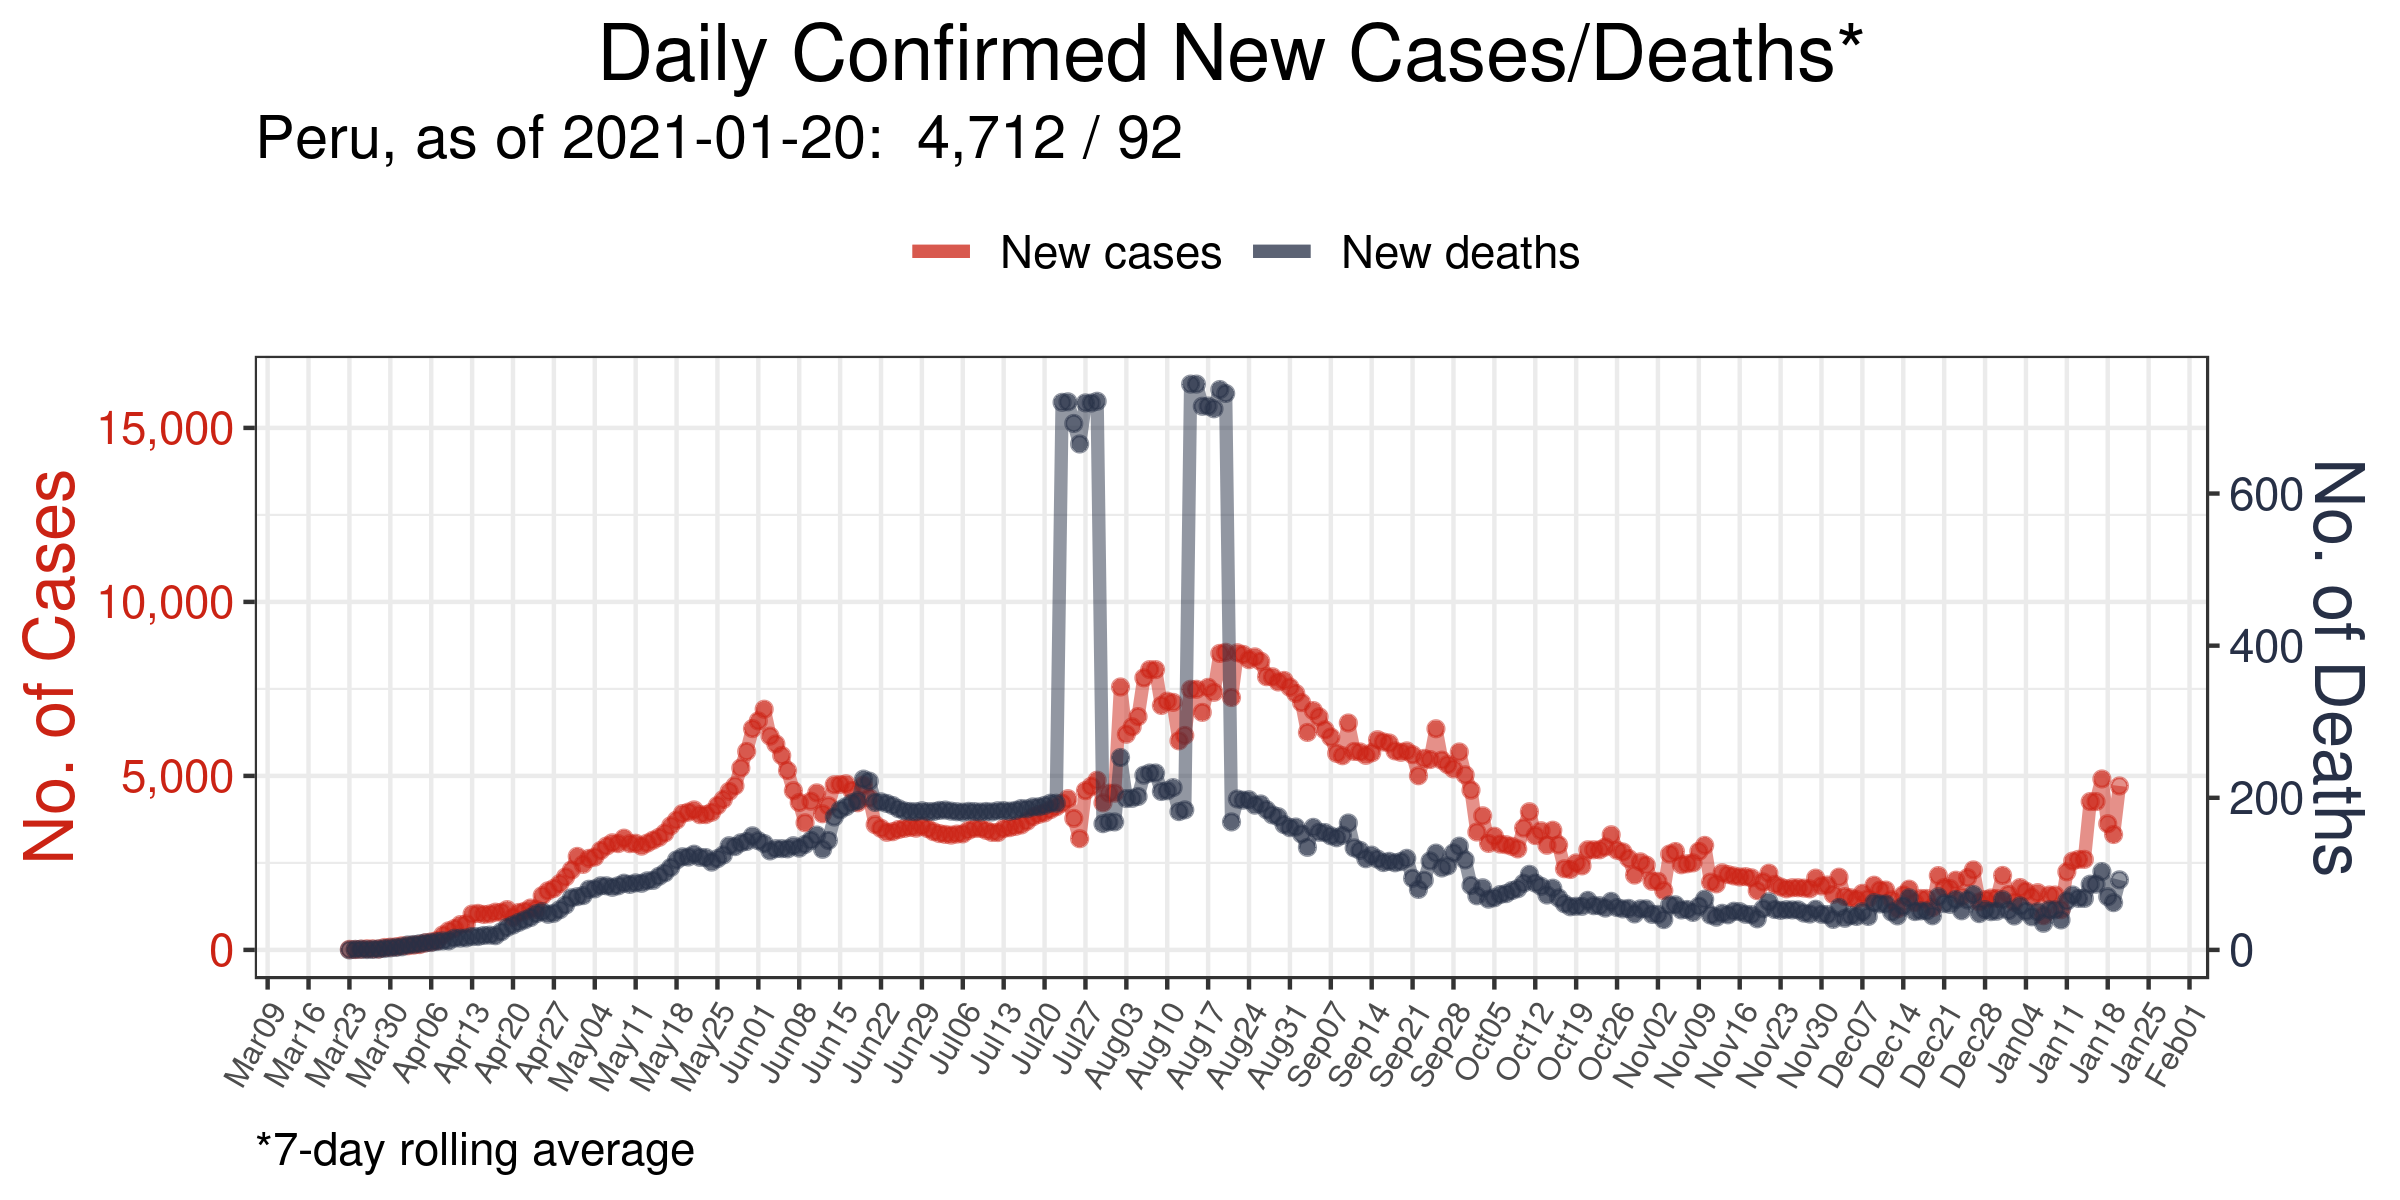 Daily Confirmed New Cases/Deaths*
Peru, as of 2021-01-20:  4,712 / 92
New cases New deaths
No. of Cases
15,000
10,000
5,000
0
No. of Deaths
600
400
200
0
Mar09 Mar16 Mar23 Mar30 Apr06 Apr13 Apr20 Apr27 May04 May11 May18 May25 Jun01 Jun08 Jun15 Jun22 Jun29 Jul06 Jul13 Jul20 Jul27 Aug03 Aug10 Aug17 Aug24 Aug31 Sep07 Sep14 Sep21 Sep28 Oct05 Oct12 Oct19 Oct26 Nov02 Nov09 Nov16 Nov23 Nov30 Dec07 Dec14 Dec21 Dec28 Jan04 Jan11 Jan18 Jan25 Feb01
*7-day rolling average